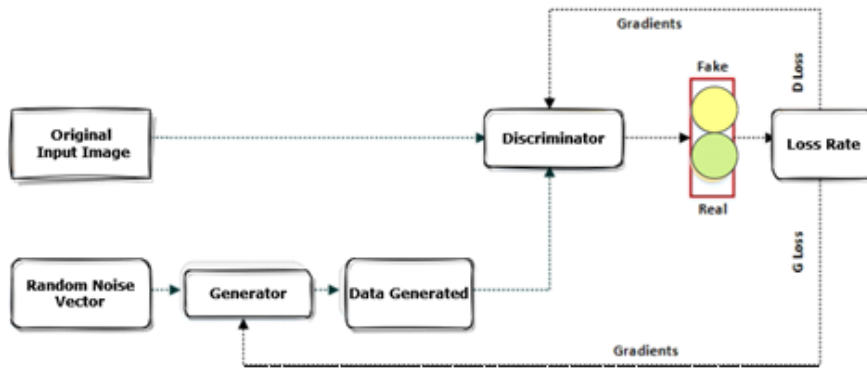 Gradients
D Loss
Fake
Original
Input Image
Discriminator
Loss Rate
Real
G Loss
Random Noise
Vector
Generator
Data Generated
Gradients